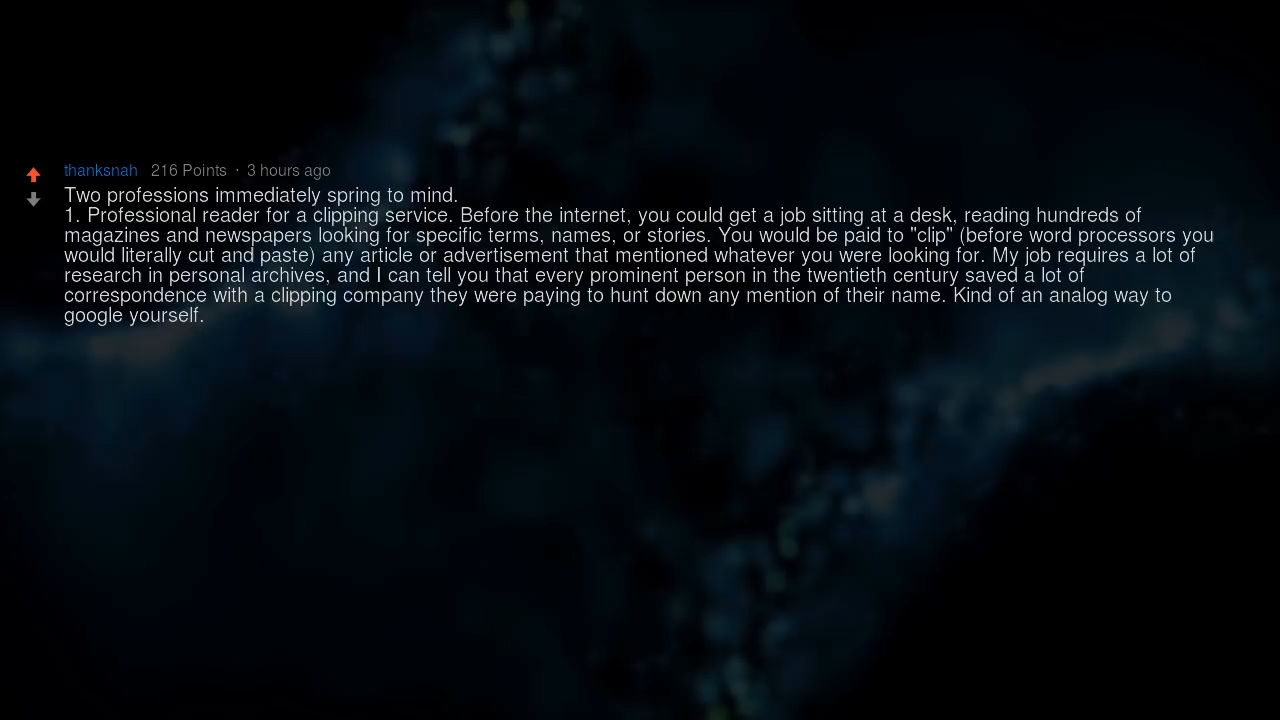 thanksnah 216 Points · 3 hours ago
Two professions immediately spring to mind.
1. Professional reader for a clipping service. Before the internet, you could get a job sitting at a desk, reading hundreds of
magazines and newspapers looking for specific terms, names, or stories. You would be paid to "clip" (before word processors you
would literally cut and paste) any article or advertisement that mentioned whatever you were looking for. My job requires a lot of
research in personal archives, and I can tell you that every prominent person in the twentieth century saved a lot of
correspondence with a clipping company they were paying to hunt down any mention of their name. Kind of an analog way to
google yourself.